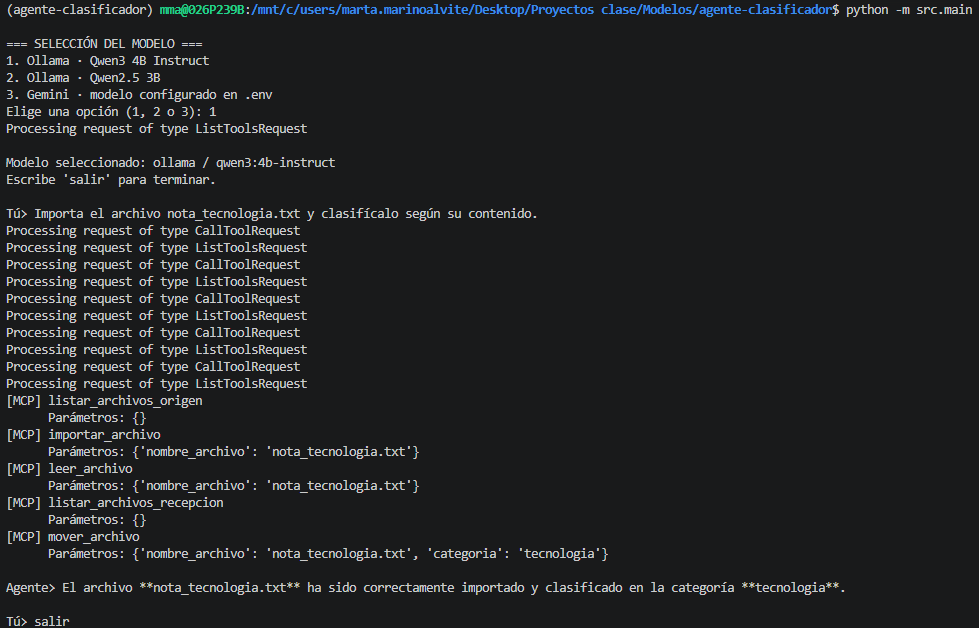 (agente-clasificador) mma@026P239B:/mnt/c/users/marta.marinoalvite/Desktop/Proyectos clase/Modelos/agente-clasificador$ python -m src.main
=== SELECCIÓN DEL MODELO ===
1. Ollama · Qwen3 4B Instruct
2. Ollama · Qwen2.5 3B
3. Gemini · modelo configurado en .env
Elige una opción (1, 2 o 3): 1
Processing request of type ListToolsRequest
Modelo seleccionado: ollama / qwen3:4b-instruct
Escribe 'salir' para terminar.
Tú> Importa el archivo nota_tecnologia.txt y clasifícalo según su contenido.
Processing request of type CallToolRequest
Processing request of type ListToolsRequest
Processing request of type CallToolRequest
Processing request of type ListToolsRequest
Processing request of type CallToolRequest
Processing request of type ListToolsRequest
Processing request of type CallToolRequest
Processing request of type ListToolsRequest
Processing request of type CallToolRequest
Processing request of type ListToolsRequest
[MCP] listar_archivos_origen
Parámetros: {}
[MCP] importar_archivo
Parámetros: {'nombre_archivo': 'nota_tecnologia.txt'}
[MCP] leer_archivo
Parámetros: {'nombre_archivo': 'nota_tecnologia.txt'}
[MCP] listar_archivos_recepcion
Parámetros: {}
[MCP] mover_archivo
Parámetros: {'nombre_archivo': 'nota_tecnologia.txt', 'categoria': 'tecnologia'}
Agente> El archivo **nota_tecnologia.txt** ha sido correctamente importado y clasificado en la categoría **tecnologia**.
Tú> salir